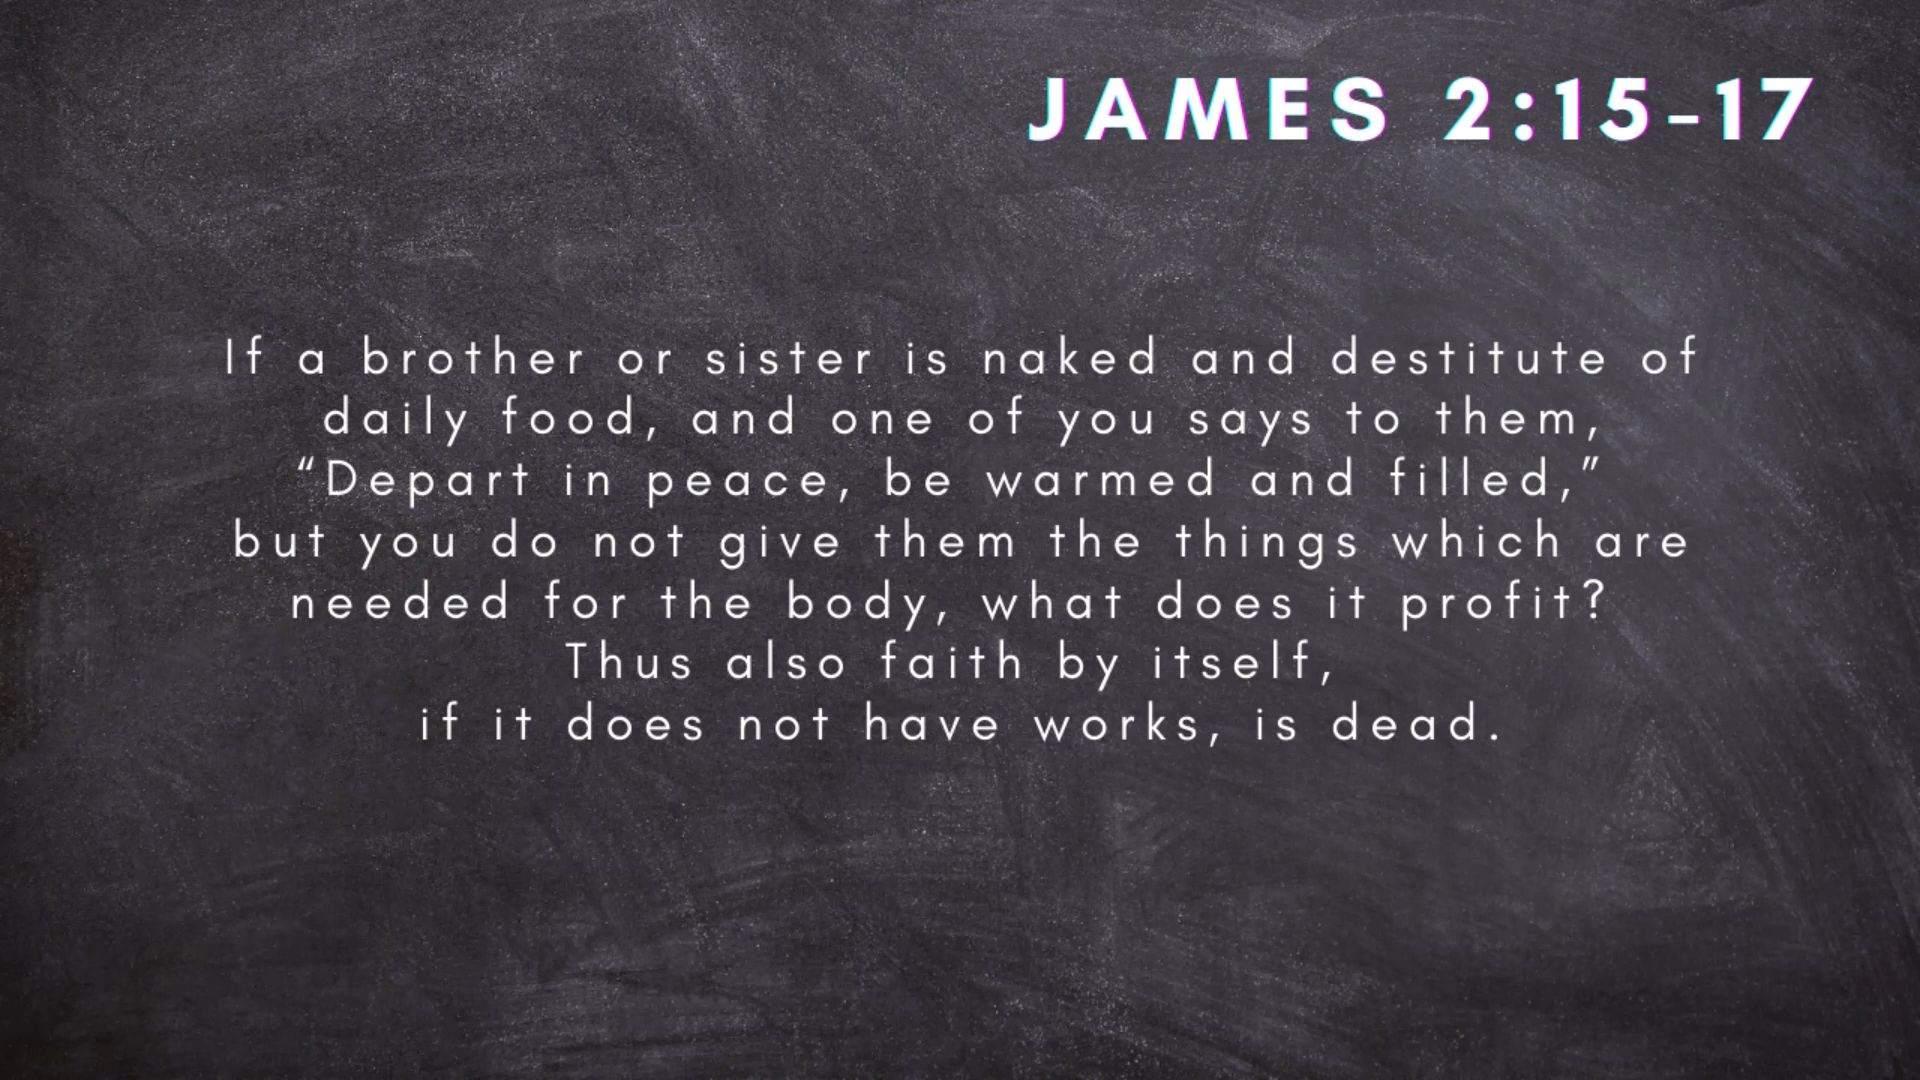 JAMES 2:15-17
If a brother or sister is naked and destitute of
daily food, and one of you says to them,
“Depart in peace, be warmed and filled,”
but you do not give them the things which are
needed for the body, what does it profit?
Thus also faith by itself,
if it does not have works, is dead.